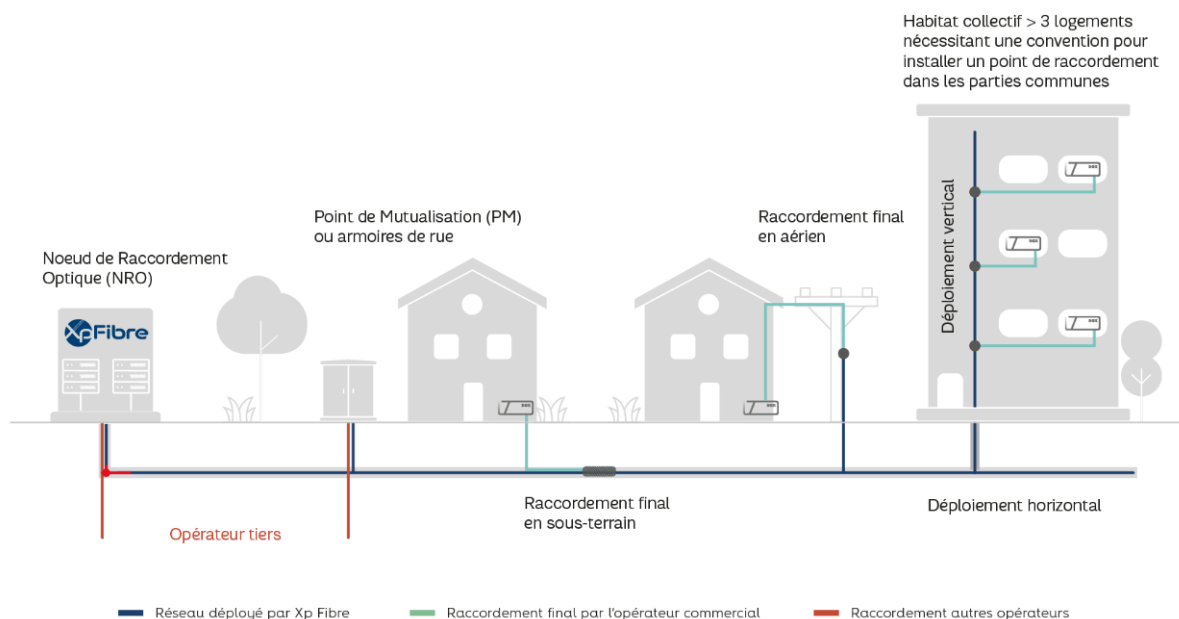 Habitat collectif > 3 logements
nécessitant une convention pour
installer un point de raccordement
dans les parties communes
Point de Mutualisation (PM)
ou armoires de rue
Raccordement final
en aérien
Noeud de Raccordement
Optique (NRO)
XpFibre
Déploiement vertical
Raccordement final
en sous-terrain
Déploiement horizontal
Opérateur tiers
Réseau déployé par Xp Fibre
Raccordement final par l'opérateur commercial
Raccordement autres opérateurs